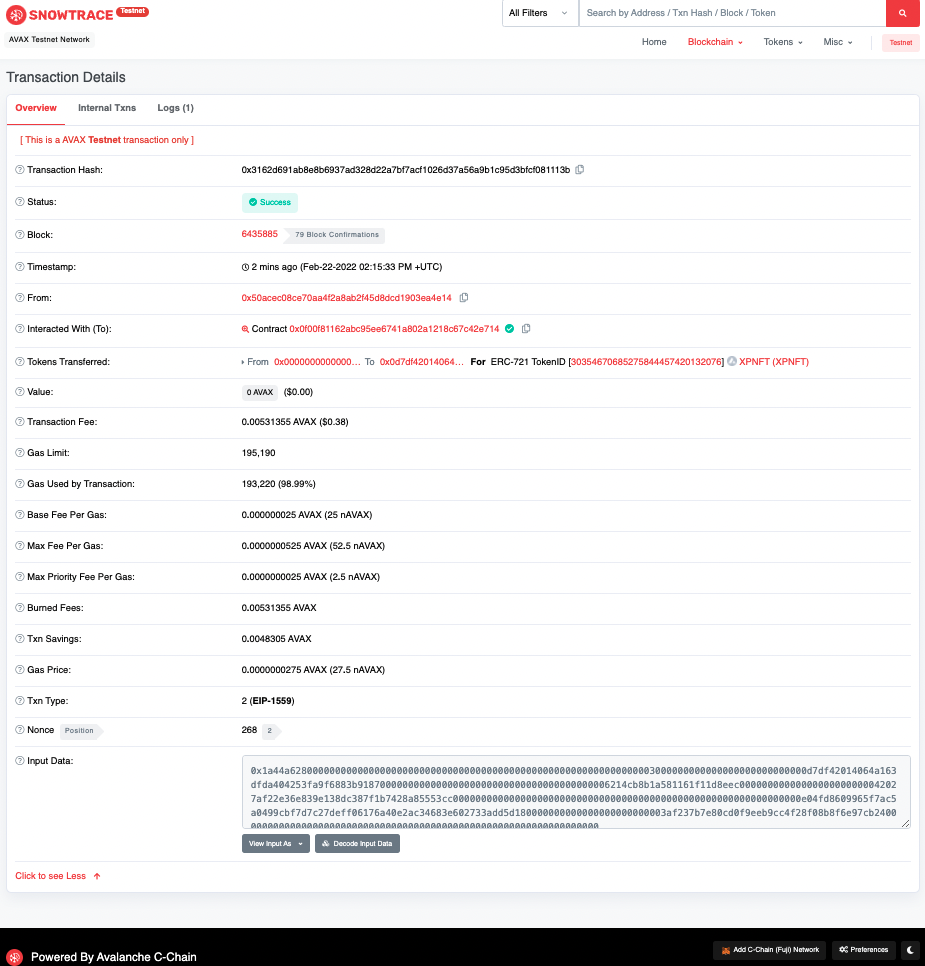 SNOWTRACE Testnet
All Filters
Search by Address / Txn Hash / Block / Token
AVAX Testnet Network
Home Blockchain Tokens Misc Testnet
Transaction Details
Overview Internal Txns Logs (1)
[ This is a AVAX Testnet transaction only ]
Transaction Hash: 0x3162d691ab8e8b6937ad328d22a7bf7acf1026d37a56a9b1c95d3bfcf081113b
Status: Success
Block: 6435885 79 Block Confirmations
Timestamp: 2 mins ago (Feb-22-2022 02:15:33 PM +UTC)
From: 0x50acec08ce70aa4f2a8ab2f45d8dcd1903ea4e14
Interacted With (To): Contract 0x0f00f81162abc95ee6741a802a1218c67c42e714
Tokens Transferred: From 0x0000000000000... To 0x0d7df42014064... For ERC-721 TokenID [30354670685275844457420132076] XPNFT (XPNFT)
Value: 0 AVAX ($0.00)
Transaction Fee: 0.00531355 AVAX ($0.38)
Gas Limit: 195,190
Gas Used by Transaction: 193,220 (98.99%)
Base Fee Per Gas: 0.000000025 AVAX (25 nAVAX)
Max Fee Per Gas: 0.0000000525 AVAX (52.5 nAVAX)
Max Priority Fee Per Gas: 0.0000000025 AVAX (2.5 nAVAX)
Burned Fees: 0.00531355 AVAX
Txn Savings: 0.0048305 AVAX
Gas Price: 0.0000000275 AVAX (27.5 nAVAX)
Txn Type: 2 (EIP-1559)
Nonce Position 268 2
Input Data:
View Input As Decode Input Data
Click to see Less
Powered By Avalanche C-Chain
Add C-Chain (Fuji) Network Preferences